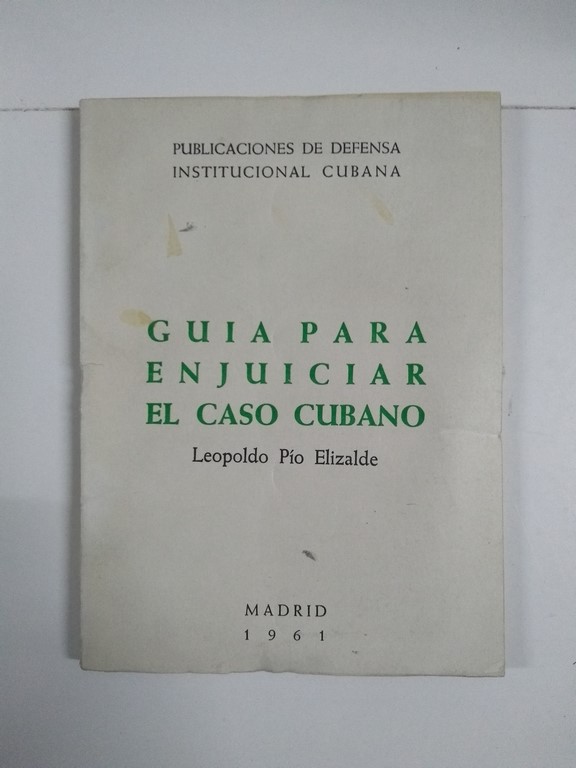 PUBLICACIONES DE DEFENSA
INSTITUCIONAL CUBANA
GUIA PARA
ENJUICIAR
EL CASO CUBANO
Leopoldo Pío Elizalde
MADRID
1961